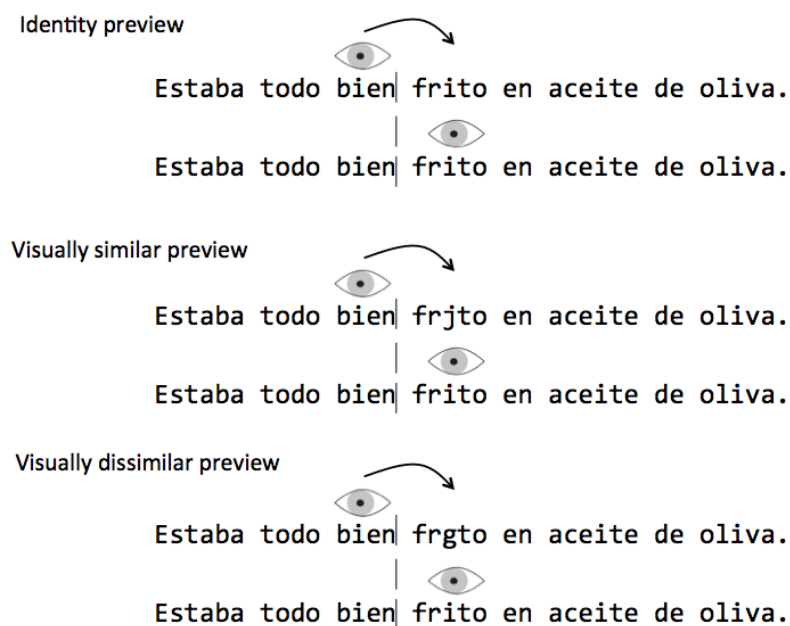 Identity preview
Estaba todo bien frito en aceite de oliva.
Estaba todo bien frito en aceite de oliva.
Visually similar preview
Estaba todo bien frjto en aceite de oliva.
Estaba todo bien frito en aceite de oliva.
Visually dissimilar preview
Estaba todo bien frgto en aceite de oliva.
Estaba todo bien frito en aceite de oliva.